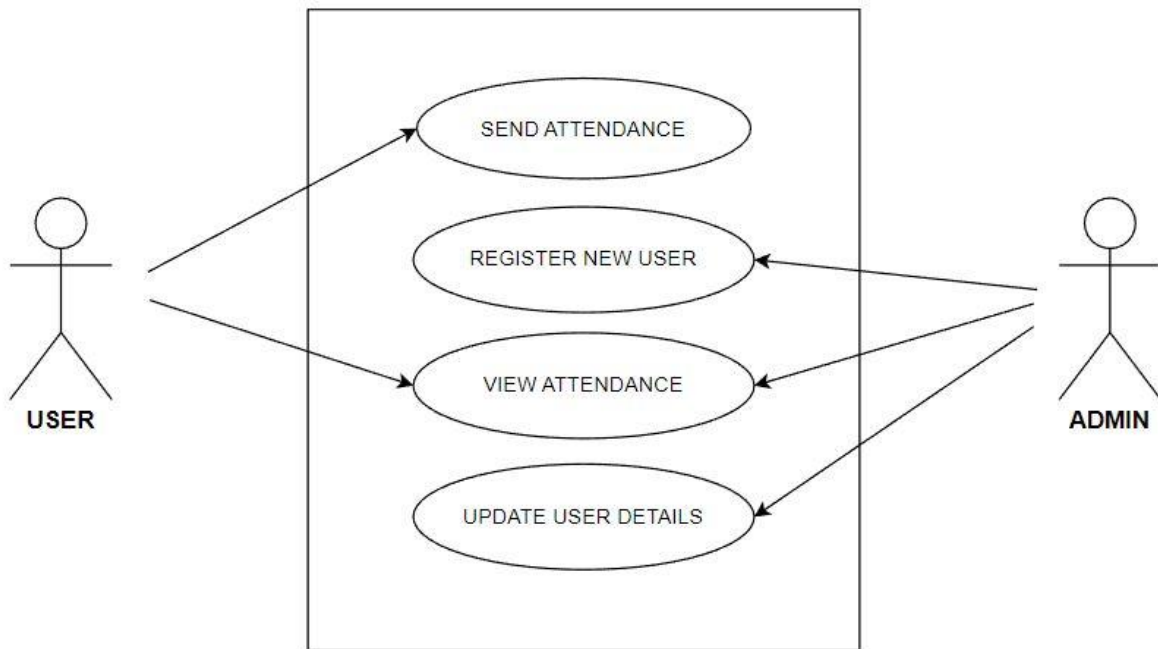 SEND ATTENDANCE
REGISTER NEW USER
VIEW ATTENDANCE
USER
ADMIN
UPDATE USER DETAILS